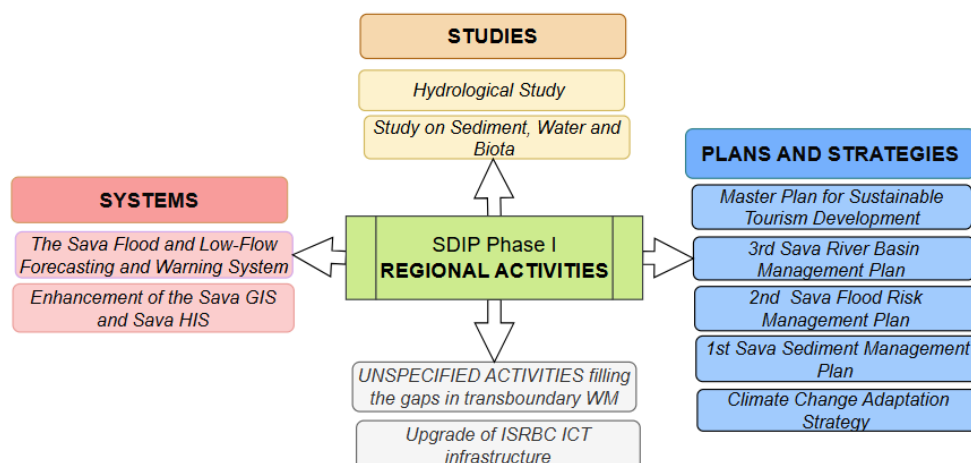 STUDIES
Hydrological Study
Study on Sediment, Water and
Biota
SYSTEMS
The Sava Flood and Low-Flow
Forecasting and Warning System
Enhancement of the Sava GIS
and Sava HIS
SDIP Phase I
REGIONAL ACTIVITIES
PLANS AND STRATEGIES
Master Plan for Sustainable
Tourism Development
3rd Sava River Basin
Management Plan
2nd Sava Flood Risk
Management Plan
1st Sava Sediment Management
Plan
Climate Change Adaptation
Strategy
UNSPECIFIED ACTIVITIES filling
the gaps in transboundary WM
Upgrade of ISRBC ICT
infrastructure